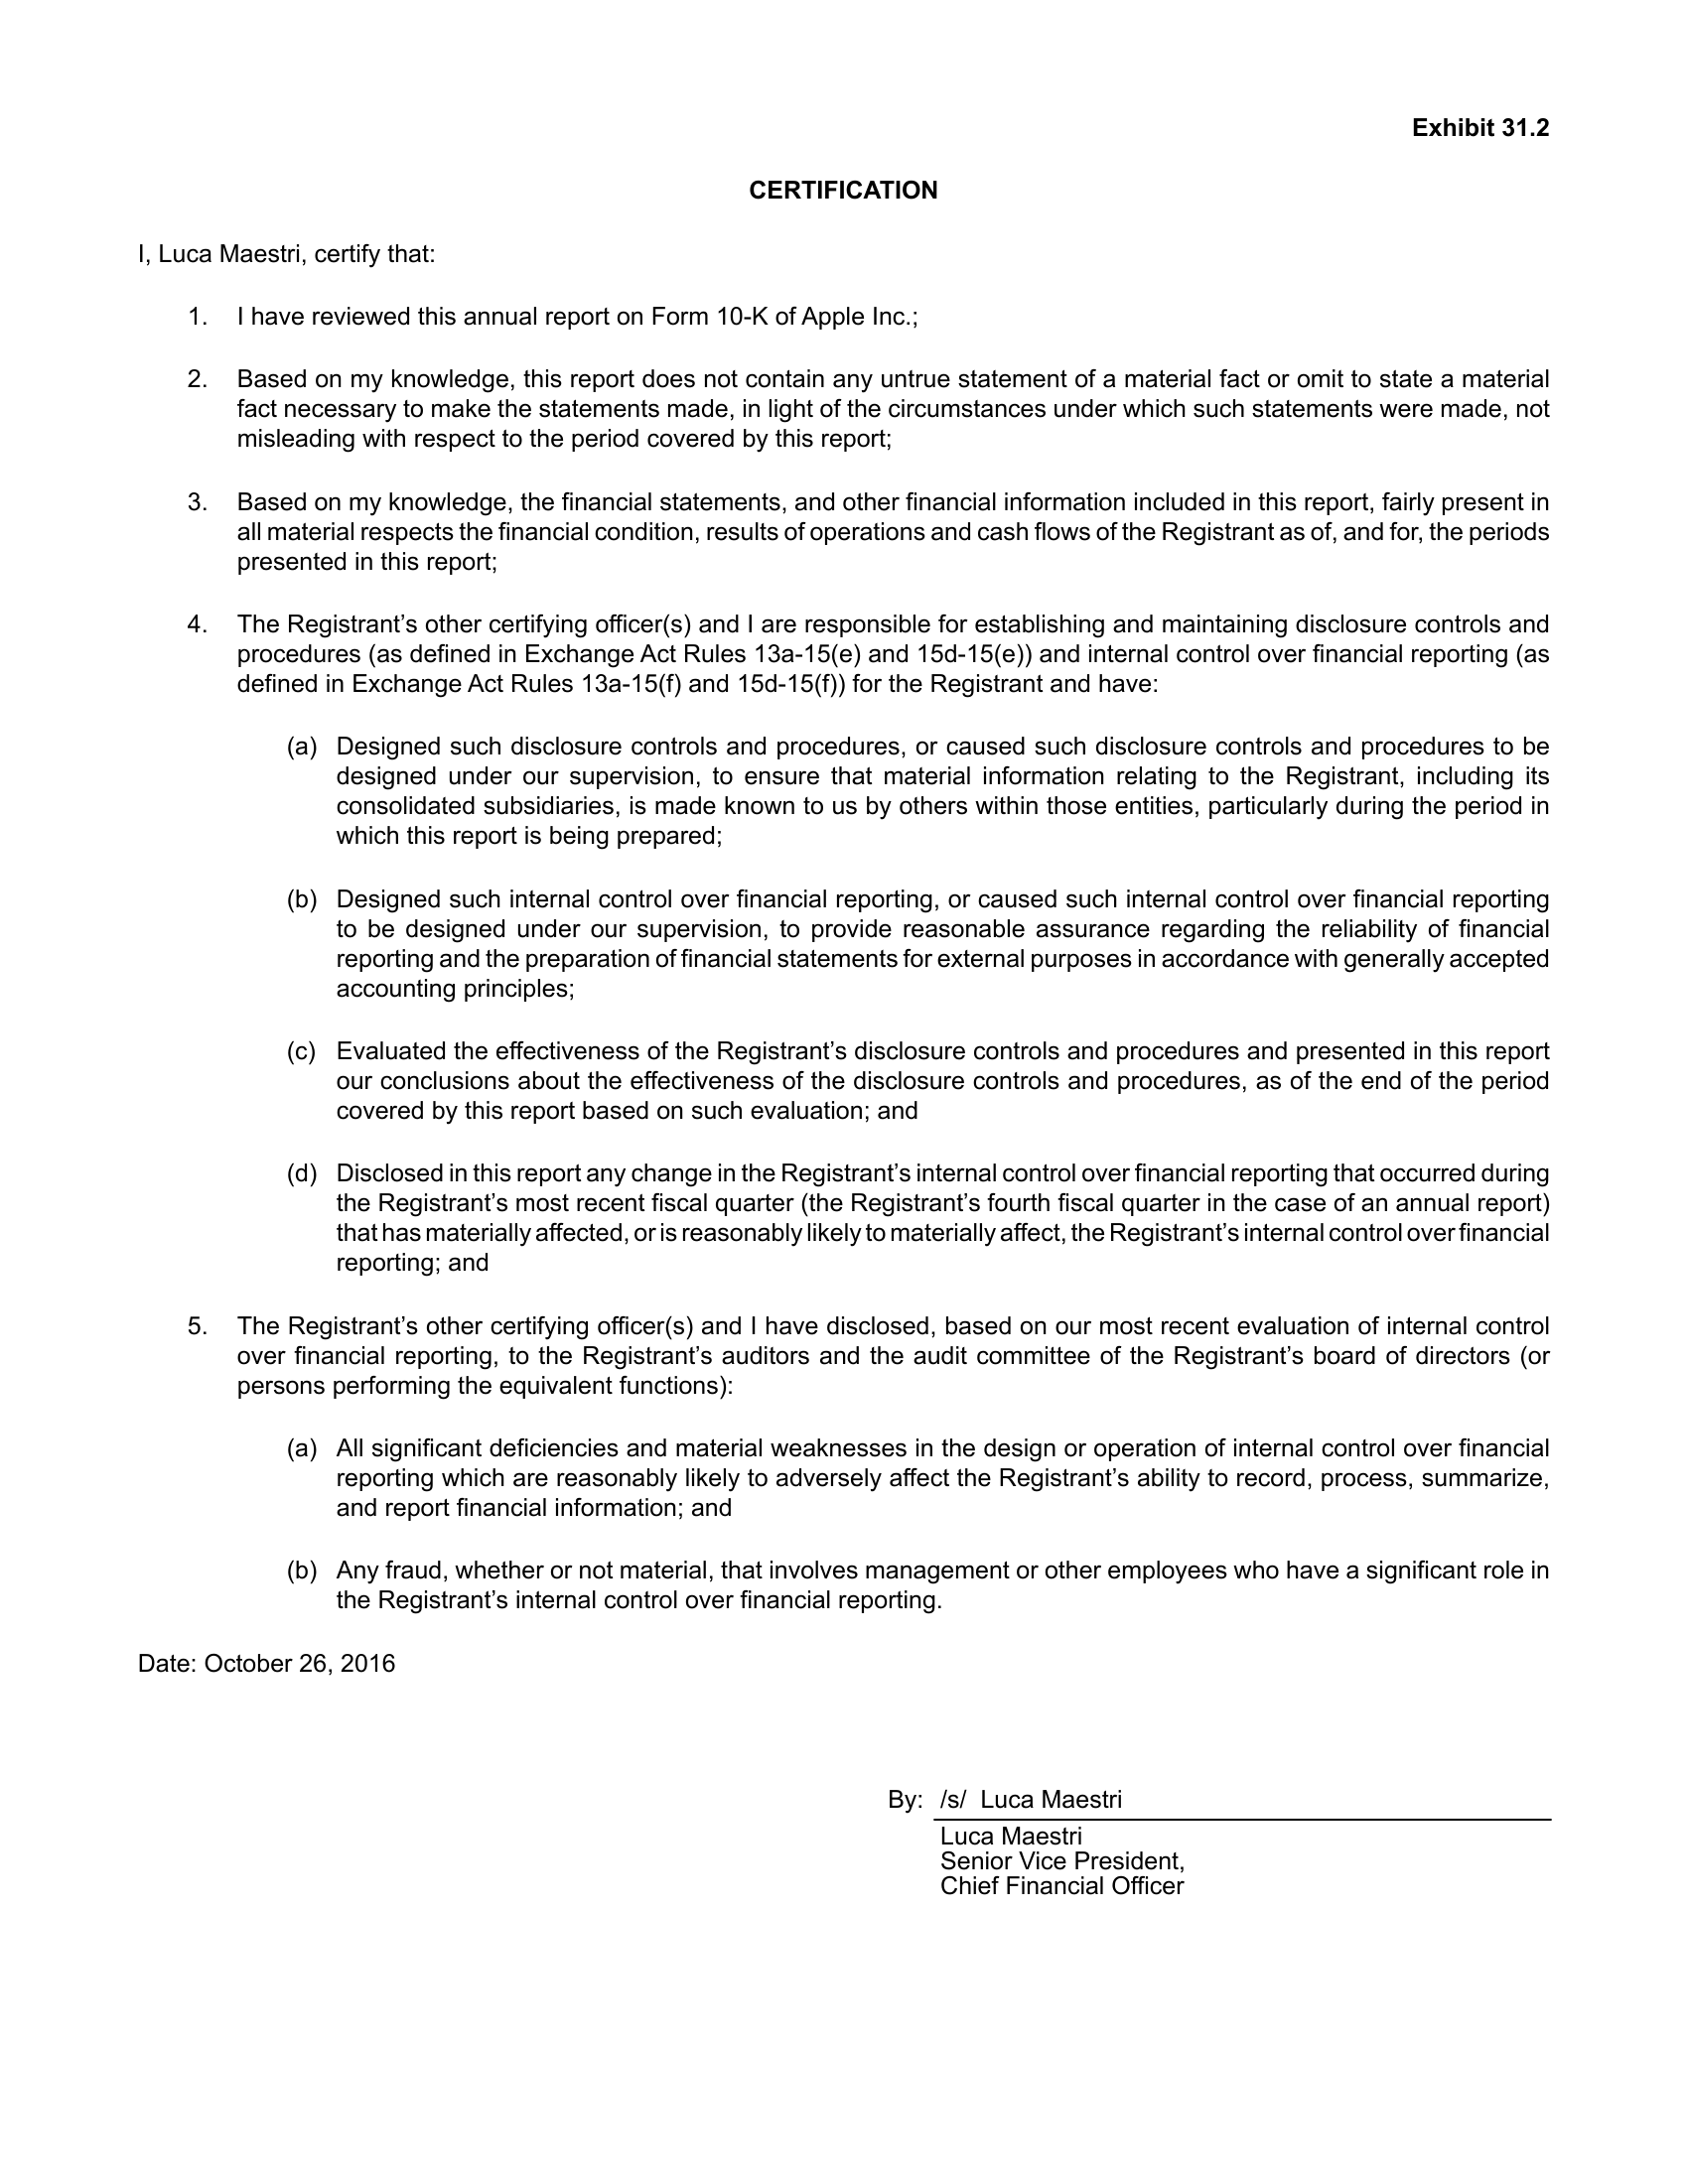 Exhibit 31.2
CERTIFICATION
I, Luca Maestri, certify that:
1. I have reviewed this annual report on Form 10-K of Apple Inc.;
2. Based on my knowledge, this report does not contain any untrue statement of a material fact or omit to state a material
fact necessary to make the statements made, in light of the circumstances under which such statements were made, not
misleading with respect to the period covered by this report;
3. Based on my knowledge, the financial statements, and other financial information included in this report, fairly present in
all material respects the financial condition, results of operations and cash flows of the Registrant as of, and for, the periods
presented in this report;
4. The Registrant’s other certifying officer(s) and I are responsible for establishing and maintaining disclosure controls and
procedures (as defined in Exchange Act Rules 13a-15(e) and 15d-15(e)) and internal control over financial reporting (as
defined in Exchange Act Rules 13a-15(f) and 15d-15(f)) for the Registrant and have:
(a) Designed such disclosure controls and procedures, or caused such disclosure controls and procedures to be
designed under our supervision, to ensure that material information relating to the Registrant, including its
consolidated subsidiaries, is made known to us by others within those entities, particularly during the period in
which this report is being prepared;
(b) Designed such internal control over financial reporting, or caused such internal control over financial reporting
to be designed under our supervision, to provide reasonable assurance regarding the reliability of financial
reporting and the preparation of financial statements for external purposes in accordance with generally accepted
accounting principles;
(c) Evaluated the effectiveness of the Registrant’s disclosure controls and procedures and presented in this report
our conclusions about the effectiveness of the disclosure controls and procedures, as of the end of the period
covered by this report based on such evaluation; and
(d) Disclosed in this report any change in the Registrant’s internal control over financial reporting that occurred during
the Registrant’s most recent fiscal quarter (the Registrant’s fourth fiscal quarter in the case of an annual report)
that has materially affected, or is reasonably likely to materially affect, the Registrant’s internal control over financial
reporting; and
5. The Registrant’s other certifying officer(s) and I have disclosed, based on our most recent evaluation of internal control
over financial reporting, to the Registrant’s auditors and the audit committee of the Registrant’s board of directors (or
persons performing the equivalent functions):
(a) All significant deficiencies and material weaknesses in the design or operation of internal control over financial
reporting which are reasonably likely to adversely affect the Registrant’s ability to record, process, summarize,
and report financial information; and
(b) Any fraud, whether or not material, that involves management or other employees who have a significant role in
the Registrant’s internal control over financial reporting.
Date: October 26, 2016
By: /s/ Luca Maestri
Luca Maestri
Senior Vice President,
Chief Financial Officer